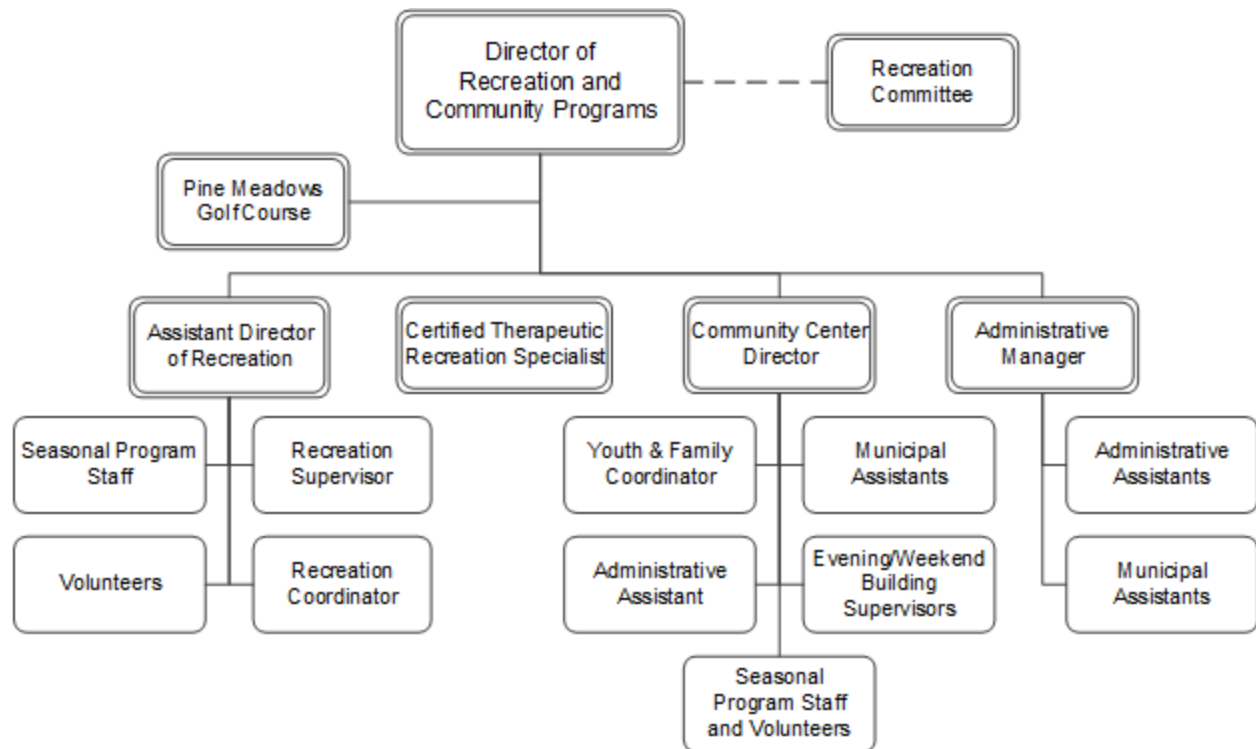 Director of
Recreation and
Community Programs
Recreation
Committee
Pine Meadows
Golf Course
Assistant Director
of Recreation
Certified Therapeutic
Recreation Specialist
Community Center
Director
Administrative
Manager
Seasonal Program
Staff
Recreation
Supervisor
Youth & Family
Coordinator
Municipal
Assistants
Administrative
Assistants
Volunteers
Recreation
Coordinator
Administrative
Assistant
Evening/Weekend
Building
Supervisors
Municipal
Assistants
Seasonal
Program Staff
and Volunteers